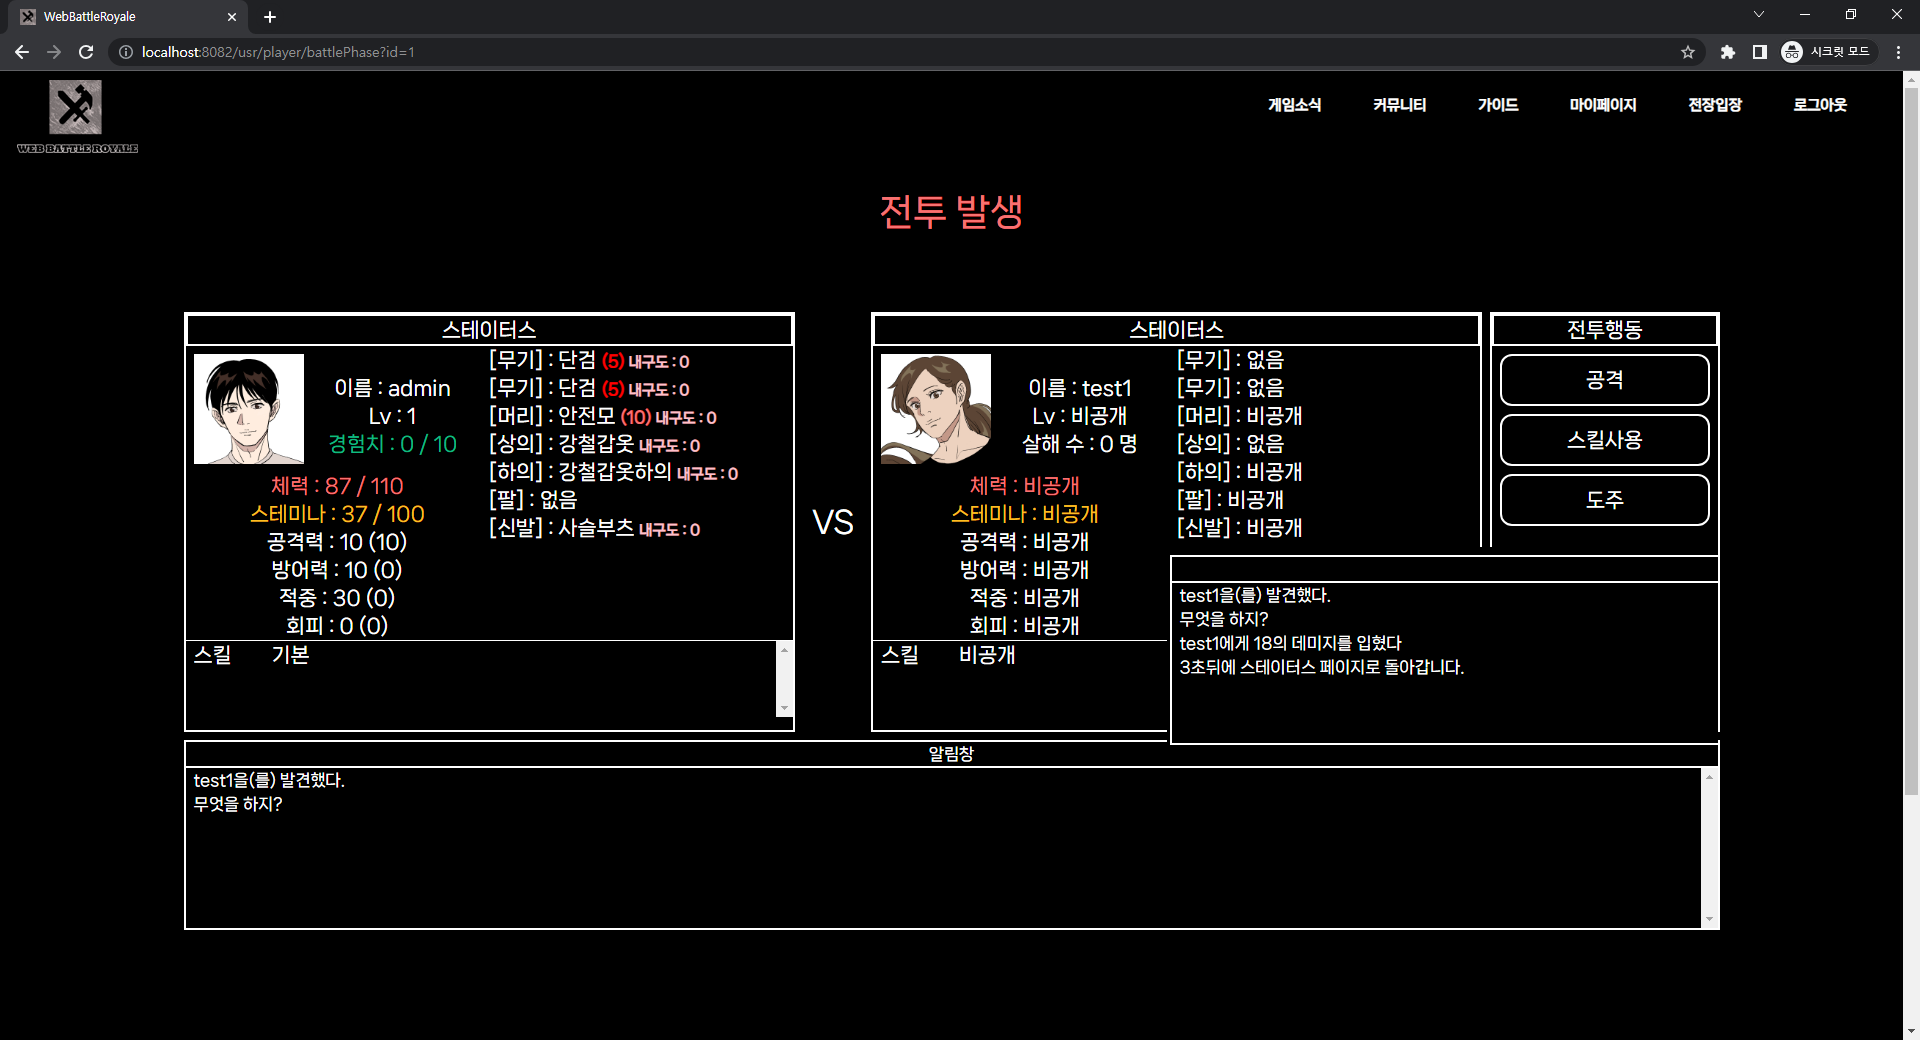 WebBattleRoyale
localhost:8082/usr/player/battlePhase?id=1
시크릿 모드
WEB BATTLE ROYALE
게임소식 커뮤니티 가이드 마이페이지 전장입장 로그아웃
전투 발생
스테이터스
이름 : admin
Lv : 1
경험치 : 0 / 10
체력 : 87 / 110
스테미나 : 37 / 100
공격력 : 10 (10)
방어력 : 10 (0)
적중 : 30 (0)
회피 : 0 (0)
[무기] : 단검 (5) 내구도 : 0
[무기] : 단검 (5) 내구도 : 0
[머리] : 안전모 (10) 내구도 : 0
[상의] : 강철갑옷 내구도 : 0
[하의] : 강철갑옷하의 내구도 : 0
[팔] : 없음
[신발] : 사슬부츠 내구도 : 0
스킬 기본
VS
스테이터스
이름 : test1
Lv : 비공개
살해 수 : 0 명
체력 : 비공개
스테미나 : 비공개
공격력 : 비공개
방어력 : 비공개
적중 : 비공개
회피 : 비공개
[무기] : 없음
[무기] : 없음
[머리] : 비공개
[상의] : 없음
[하의] : 비공개
[팔] : 비공개
[신발] : 비공개
스킬 비공개
전투행동
공격
스킬사용
도주
test1을(를) 발견했다.
무엇을 하지?
test1에게 18의 데미지를 입혔다
3초뒤에 스테이터스 페이지로 돌아갑니다.
알림창
test1을(를) 발견했다.
무엇을 하지?